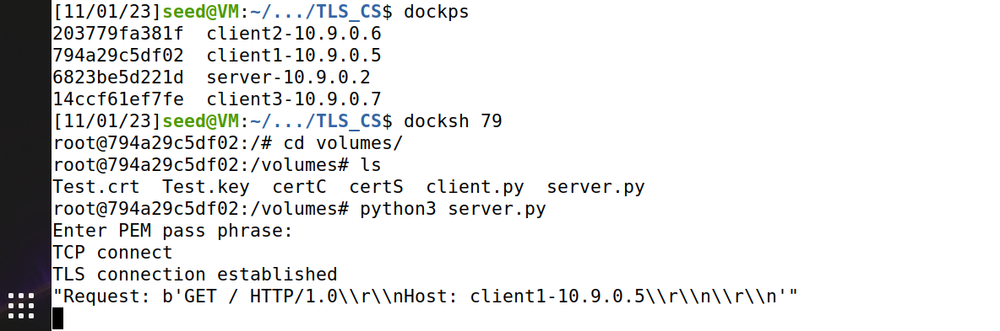 [11/01/23]seed@VM:~/.../TLS_CS$ dockps
203779fa381f  client2-10.9.0.6
794a29c5df02  client1-10.9.0.5
6823be5d221d  server-10.9.0.2
14ccf61ef7fe  client3-10.9.0.7
[11/01/23]seed@VM:~/.../TLS_CS$ docksh 79
root@794a29c5df02:/# cd volumes/
root@794a29c5df02:/volumes# ls
Test.crt  Test.key  certC  certS  client.py  server.py
root@794a29c5df02:/volumes# python3 server.py
Enter PEM pass phrase:
TCP connect
TLS connection established
"Request: b'GET / HTTP/1.0\\r\\nHost: client1-10.9.0.5\\r\\n\\r\\n'"